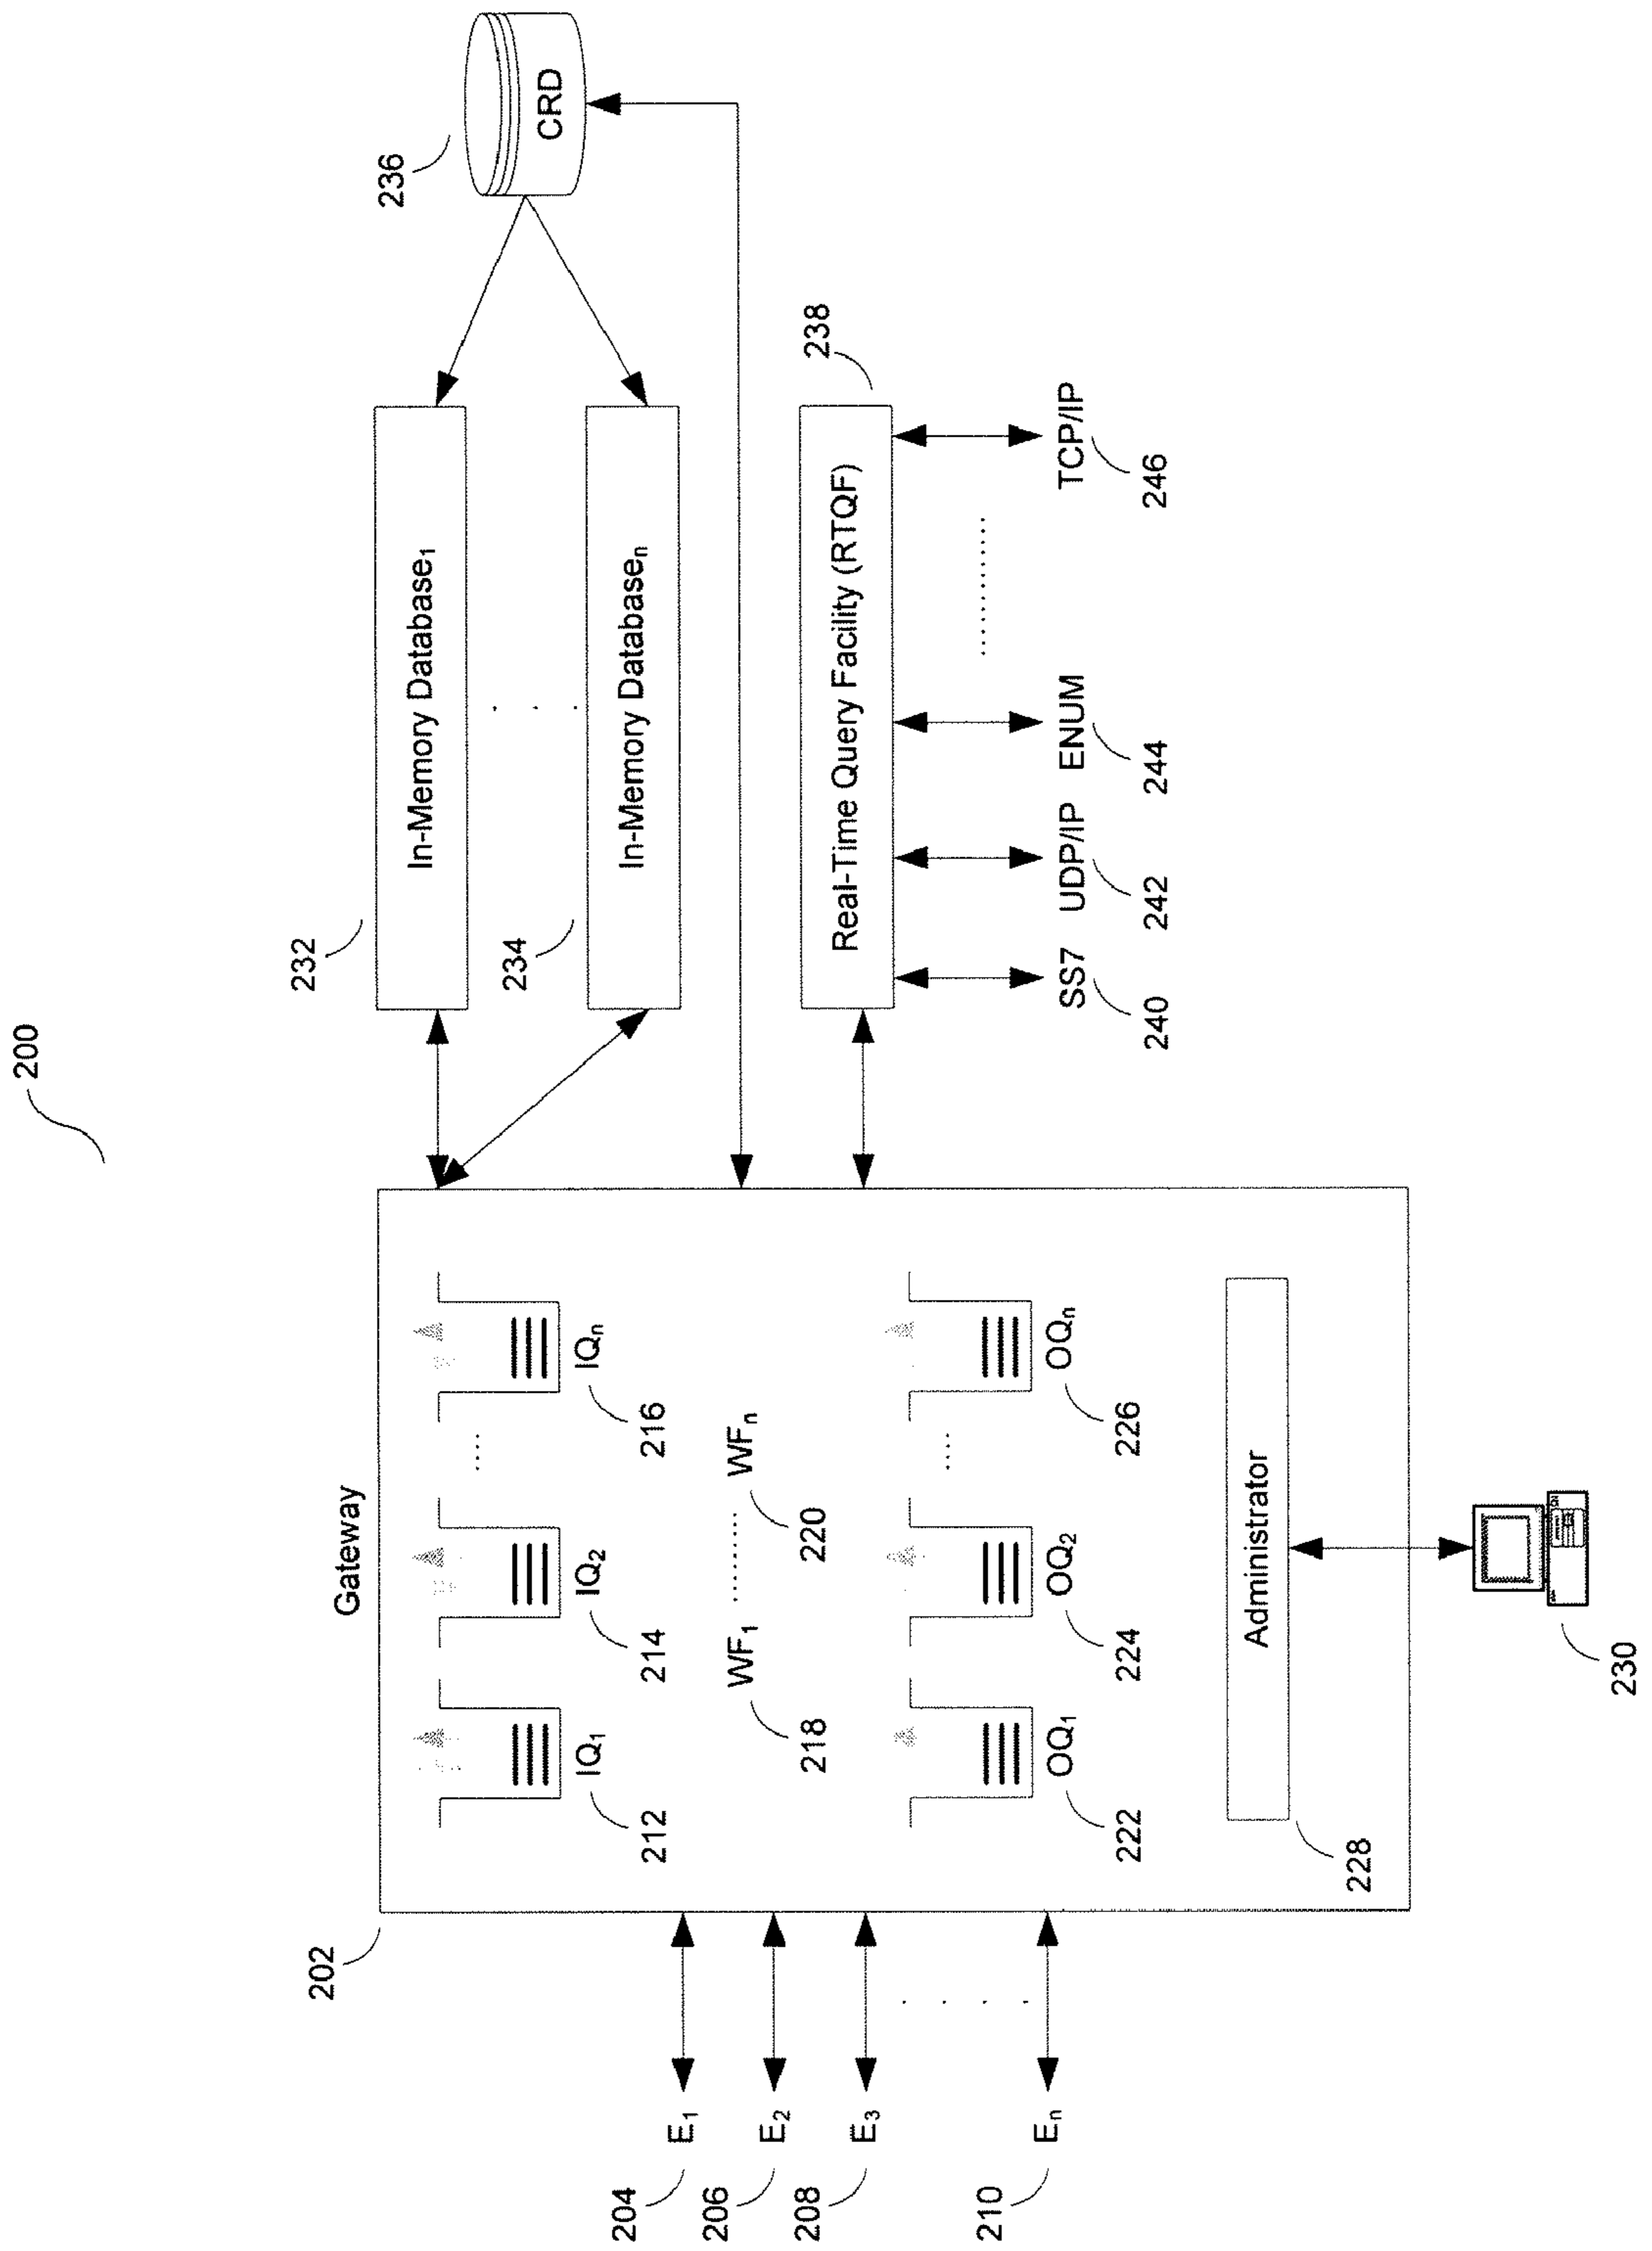 200
Gateway
202
E1
204
E2
206
E3
208
En
210
IQ1
212
IQ2
214
IQn
216
WF1
218
WFn
220
OQ1
222
OQ2
224
OQn
226
Administrator
228
230
232
In-Memory Database1
234
In-Memory Databasen
236
CRD
238
Real-Time Query Facility (RTQF)
SS7
240
UDP/IP
242
ENUM
244
TCP/IP
246